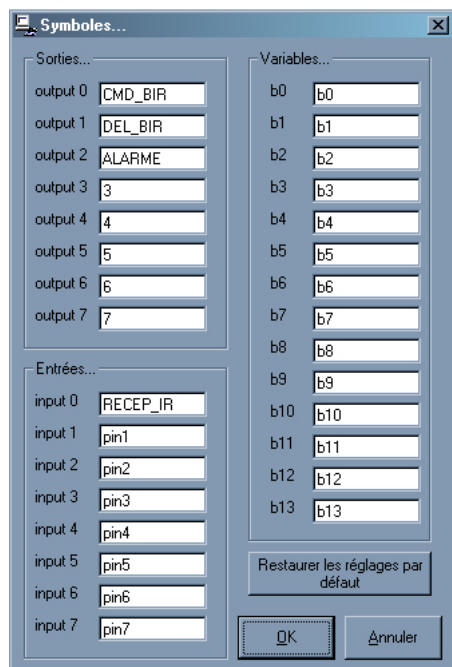 Symboles...
Sorties...
output 0 CMD_BIR
output 1 DEL_BIR
output 2 ALARME
output 3 3
output 4 4
output 5 5
output 6 6
output 7 7
Entrées...
input 0 RECEP_IR
input 1 pin1
input 2 pin2
input 3 pin3
input 4 pin4
input 5 pin5
input 6 pin6
input 7 pin7
Variables...
b0 b0
b1 b1
b2 b2
b3 b3
b4 b4
b5 b5
b6 b6
b7 b7
b8 b8
b9 b9
b10 b10
b11 b11
b12 b12
b13 b13
Restaurer les réglages par
défaut
OK
Annuler